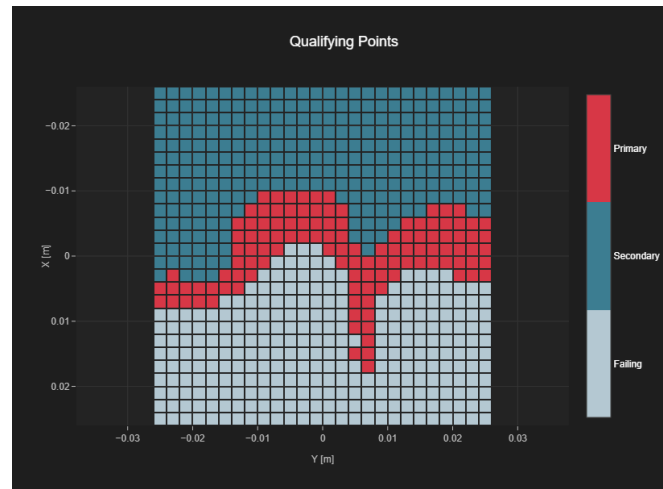 Qualifying Points
−0.02
−0.01
0
0.01
0.02
X [m]
−0.03
−0.02
−0.01
0
0.01
0.02
0.03
Y [m]
Primary
Secondary
Failing